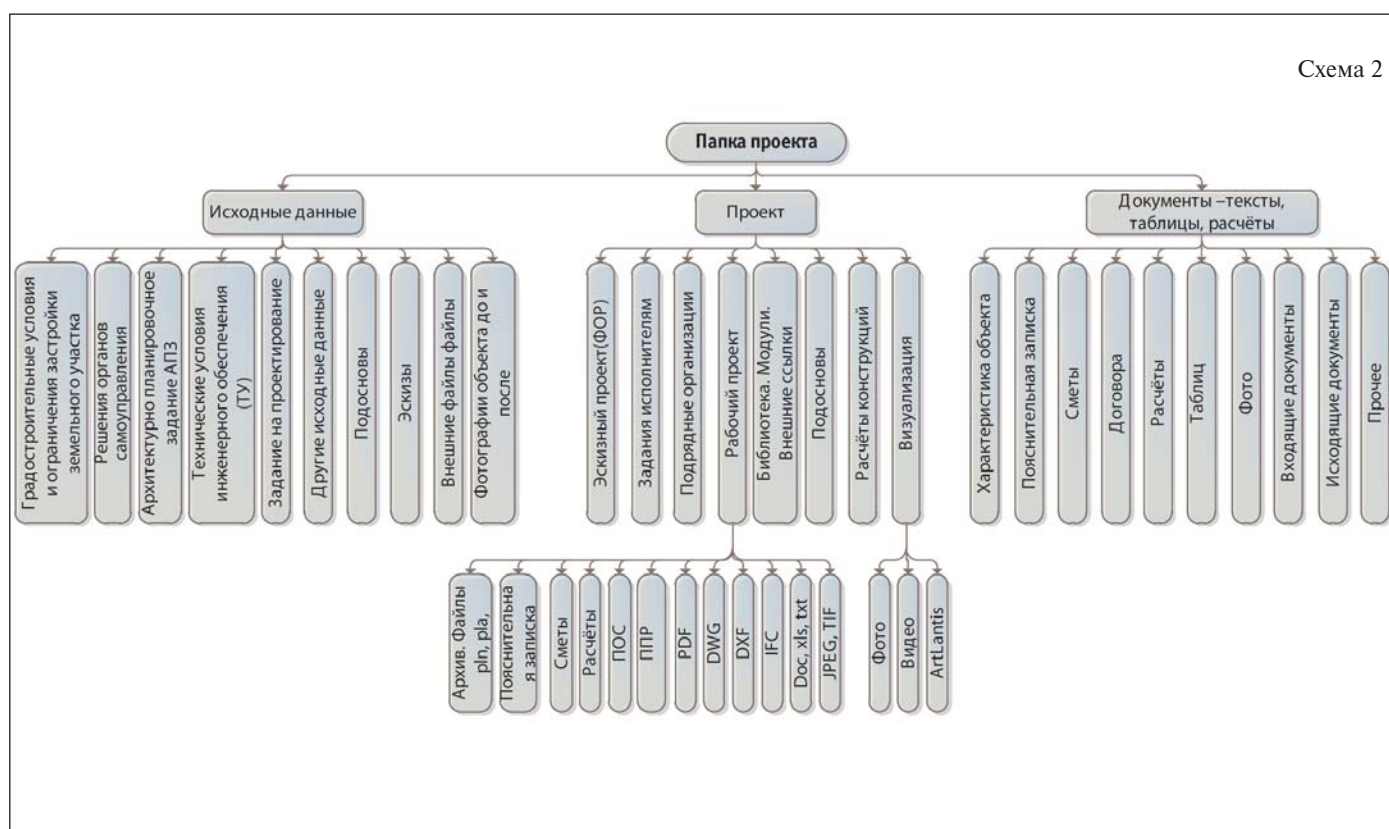 Схема 2
Папка проекта
Исходные данные
Проект
Документы –тексты,
таблицы, расчёты
Градостроительные условия
и ограничения застройки
земельного участка
Решения органов
самоуправления
Архитектурно планировочное
задание АПЗ
Технические условия
инженерного обеспечения
(ТУ)
Задание на проектирование
Другие исходные данные
Подосновы
Эскизы
Внешние файлы файлы
Фотографии объекта до и
после
Эскизный проект(ФОР)
Задания исполнителям
Подрядные организации
Рабочий проект
Библиотека. Модули.
Внешние ссылки
Подосновы
Расчёты конструкций
Визуализация
Характеристика объекта
Пояснительная записка
Сметы
Договора
Расчёты
Таблиц
Фото
Входящие документы
Исходящие документы
Прочее
Архив. Файлы
pln, pla,
Пояснительна
я записка
Сметы
Расчёты
ПОС
ППР
PDF
DWG
DXF
IFC
Doc, xls, txt
JPEG, TIF
Фото
Видео
ArtLantis